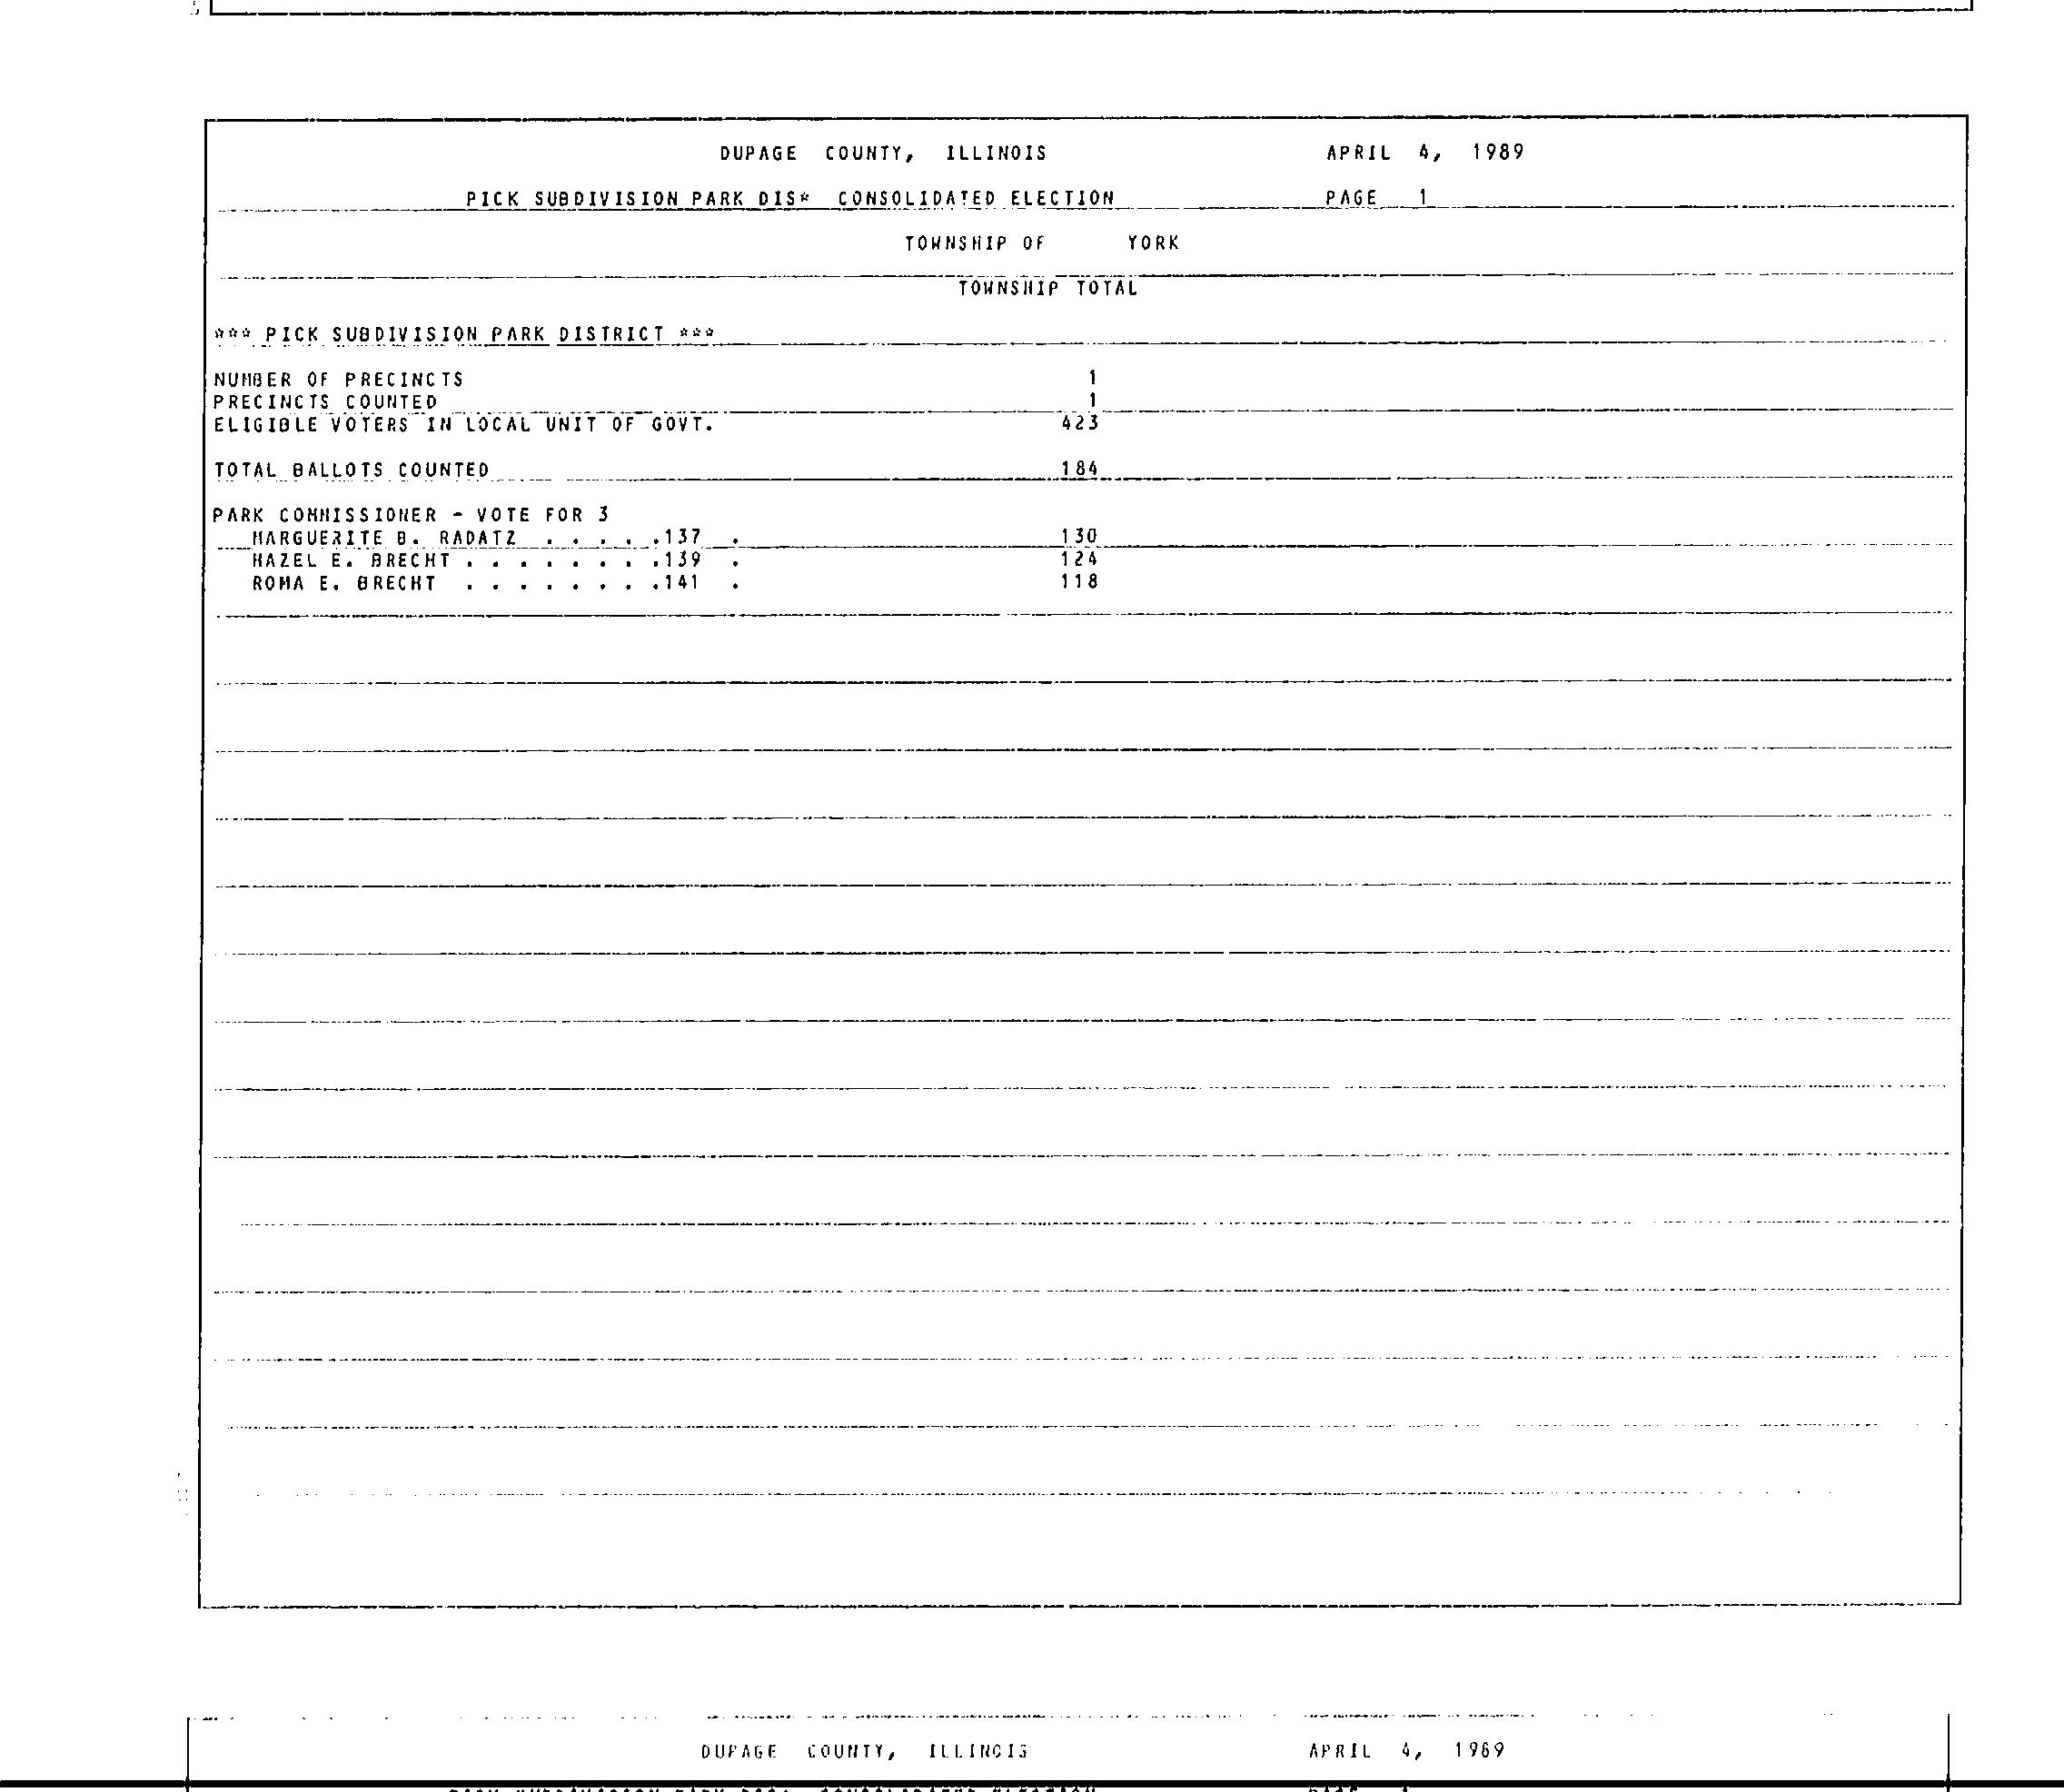 DUPAGE COUNTY, ILLINOIS APRIL 4, 1989
PICK SUBDIVISION PARK DIS* CONSOLIDATED ELECTION PAGE 1
TOWNSHIP OF YORK
TOWNSHIP TOTAL
*** PICK SUBDIVISION PARK DISTRICT ***
NUMBER OF PRECINCTS 1
PRECINCTS COUNTED 1
ELIGIBLE VOTERS IN LOCAL UNIT OF GOVT. 423
TOTAL BALLOTS COUNTED 184
PARK COMMISSIONER - VOTE FOR 3
MARGUERITE B. RADATZ . . . . .137 . 130
HAZEL E. BRECHT . . . . . . . .139 . 124
ROMA E. BRECHT . . . . . . . .141 . 118
DUPAGE COUNTY, ILLINOIS APRIL 4, 1989